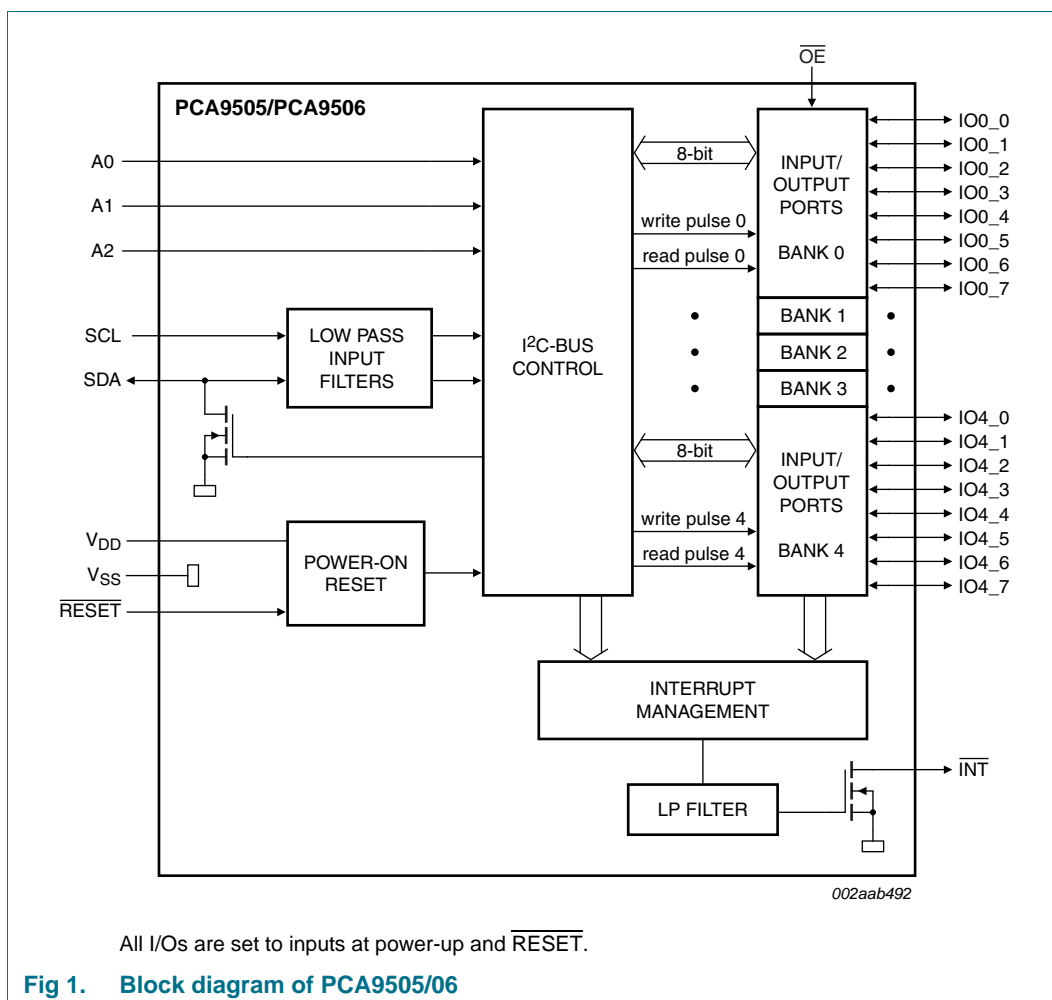 OE
PCA9505/PCA9506
A0
A1
A2
SCL
SDA
LOW PASS
INPUT
FILTERS
VDD
VSS
RESET
POWER-ON
RESET
I2C-BUS
CONTROL
8-bit
write pulse 0
read pulse 0
8-bit
write pulse 4
read pulse 4
INPUT/
OUTPUT
PORTS
BANK 0
BANK 1
BANK 2
BANK 3
INPUT/
OUTPUT
PORTS
BANK 4
IO0_0
IO0_1
IO0_2
IO0_3
IO0_4
IO0_5
IO0_6
IO0_7
IO4_0
IO4_1
IO4_2
IO4_3
IO4_4
IO4_5
IO4_6
IO4_7
INTERRUPT
MANAGEMENT
LP FILTER
INT
002aab492
All I/Os are set to inputs at power-up and RESET.
Fig 1. Block diagram of PCA9505/06